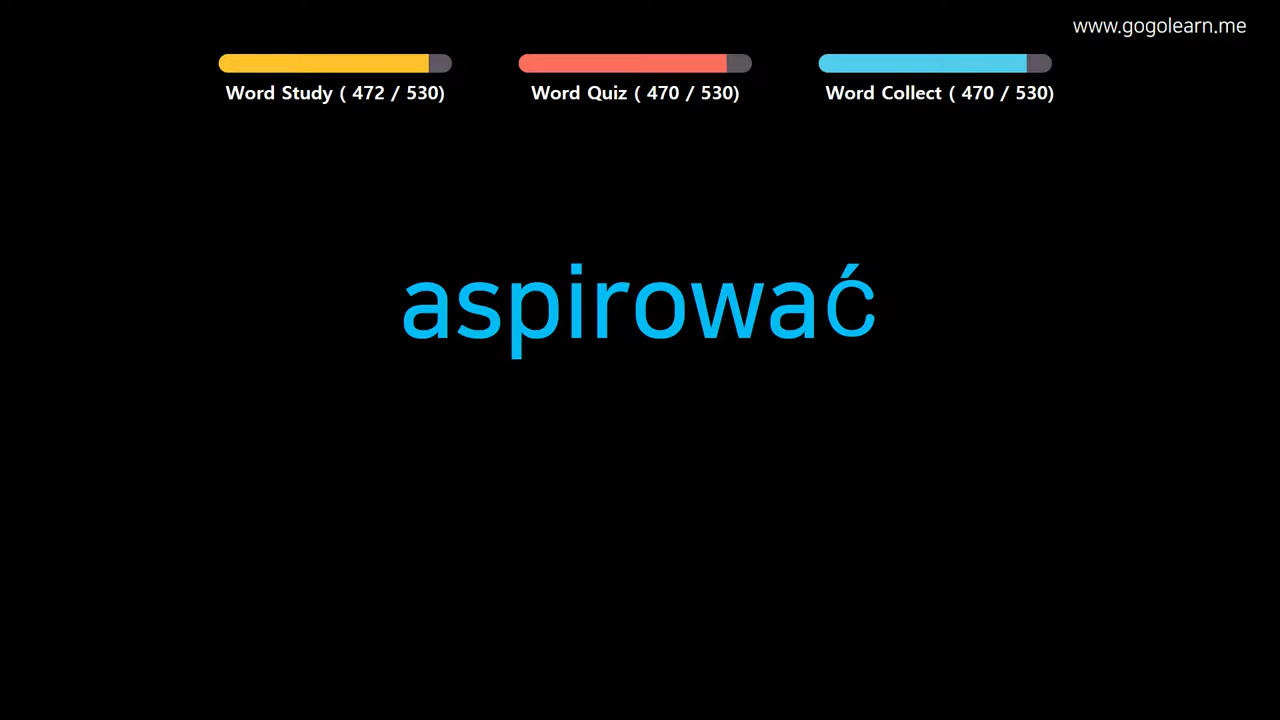 www.gogolearn.me
Word Study ( 472 / 530)
Word Quiz ( 470 / 530)
Word Collect ( 470 / 530)
aspirować